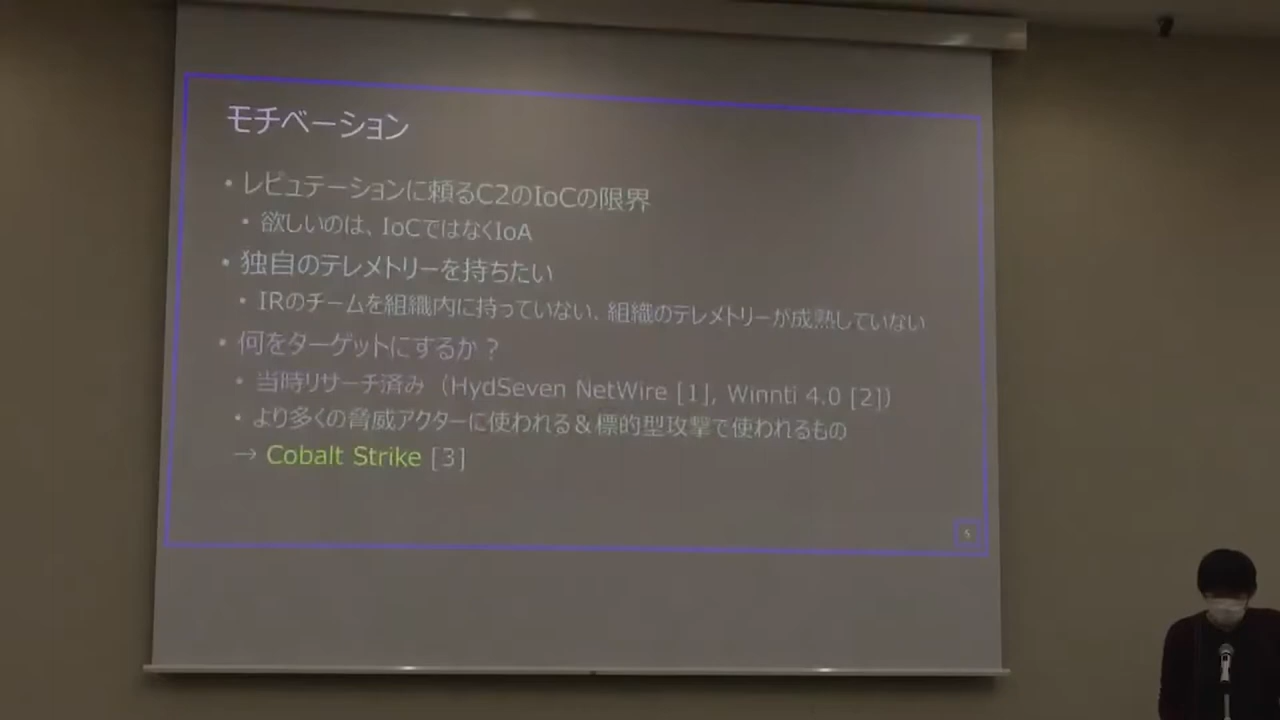 モチベーション
• レピュテーションに頼るC2のIoCの限界
• 欲しいのは、IoCではなくIoA
• 独自のテレメトリーを持ちたい
• IRのチームを組織内に持っていない、組織のテレメトリーが成熟していない
• 何をターゲットにするか？
• 当時リサーチ済み（HydSeven NetWire [1], Winnti 4.0 [2]）
• より多くの脅威アクターに使われる＆標的型攻撃で使われるもの
→ Cobalt Strike [3]
5